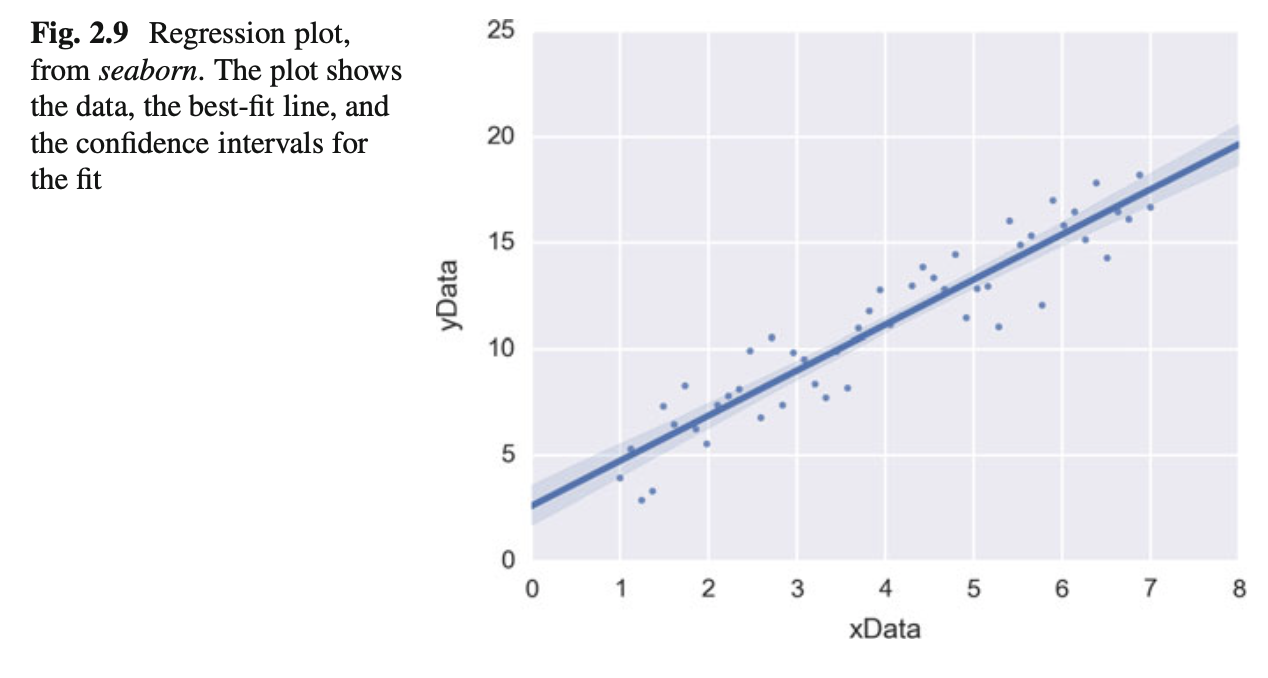 Fig. 2.9 Regression plot,
from seaborn. The plot shows
the data, the best-fit line, and
the confidence intervals for
the fit
25
20
15
10
5
0
yData
0 1 2 3 4 5 6 7 8
xData